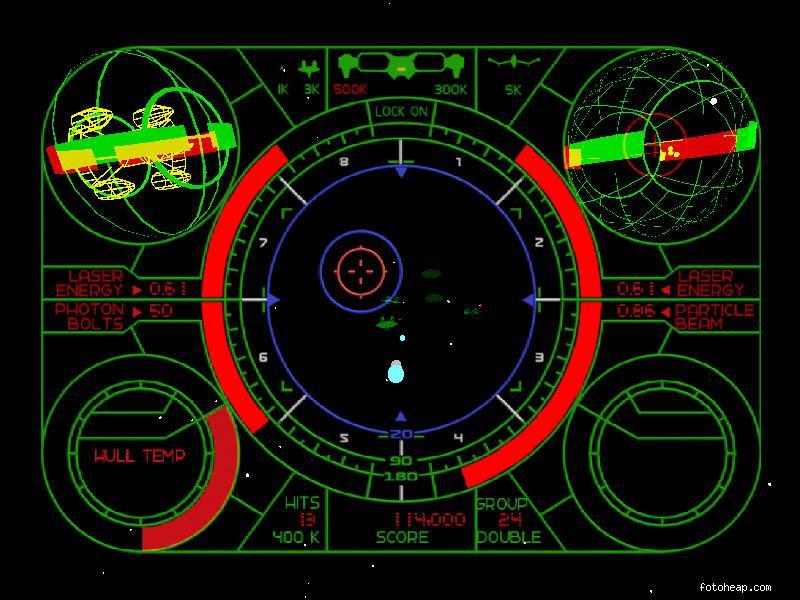 1K 3K 500K 300K 5K
LOCK ON
8 1
7 2
LASER ENERGY ▶ 0.61
0.61 ◀ LASER ENERGY
PHOTON BOLTS ▶ 50
0.86 ◀ PARTICLE BEAM
6 3
5 4
20
90
180
HULL TEMP
HITS
13
400 K
114,000
SCORE
GROUP
24
DOUBLE
fotoheap.com